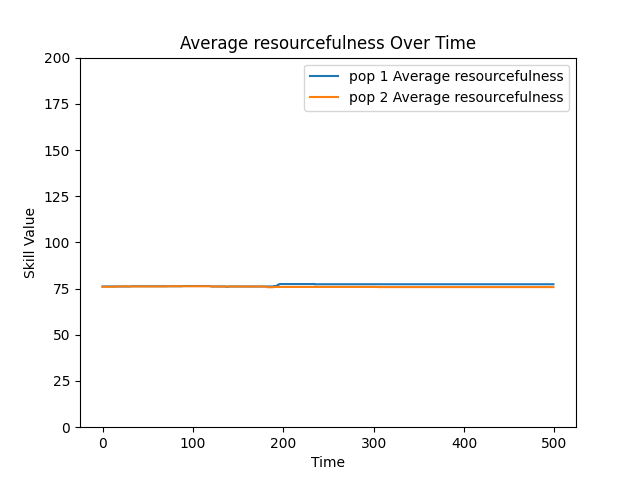 Average resourcefulness Over Time
pop 1 Average resourcefulness
pop 2 Average resourcefulness
Skill Value
200
175
150
125
100
75
50
25
0
0 100 200 300 400 500
Time